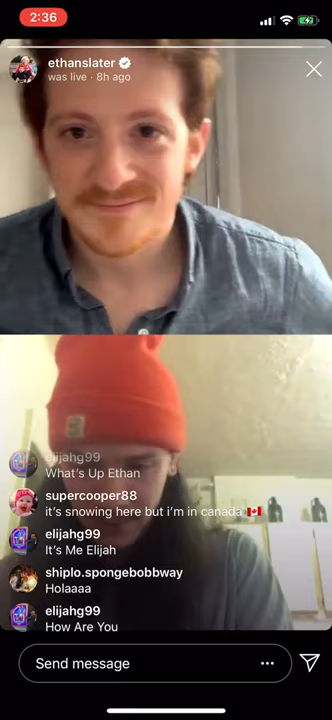 2:36
ethanslater
was live · 8h ago
elijahg99
What's Up Ethan
supercooper88
it's snowing here but i'm in canada 🇨🇦
elijahg99
It's Me Elijah
shiplo.spongebobbway
Holaaaa
elijahg99
How Are You
Send message